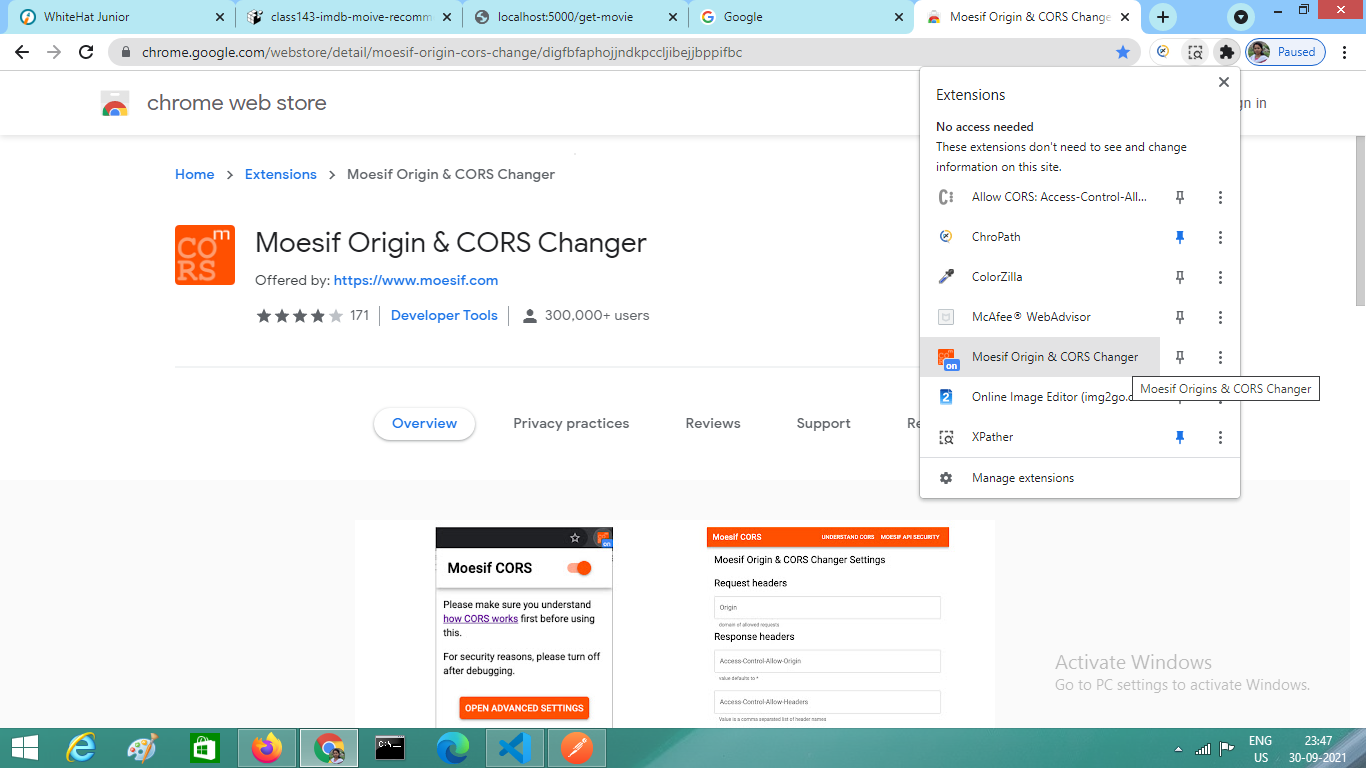 WhiteHat Junior
class143-imdb-moive-recomm
localhost:5000/get-movie
Google
Moesif Origin & CORS Change
chrome.google.com/webstore/detail/moesif-origin-cors-change/digfbfaphojjndkpccljibejjbppifbc
Paused
chrome web store
gn in
Home > Extensions > Moesif Origin & CORS Changer
m
CO
RS
Moesif Origin & CORS Changer
Offered by: https://www.moesif.com
171
Developer Tools
300,000+ users
Overview
Privacy practices
Reviews
Support
Re
Extensions
No access needed
These extensions don't need to see and change
information on this site.
Allow CORS: Access-Control-All...
ChroPath
ColorZilla
McAfee® WebAdvisor
on
Moesif Origin & CORS Changer
Moesif Origins & CORS Changer
Online Image Editor (img2go.c
XPather
Manage extensions
on
Moesif CORS
Please make sure you understand
how CORS works first before using
this.
For security reasons, please turn off
after debugging.
OPEN ADVANCED SETTINGS
Moesif CORS
UNDERSTAND CORS
MOESIF API SECURITY
Moesif Origin & CORS Changer Settings
Request headers
Origin
domain of allowed requests
Response headers
Access-Control-Allow-Origin
value defaults to *
Access-Control-Allow-Headers
Value is a comma separated list of header names
Activate Windows
Go to PC settings to activate Windows.
ENG
US
23:47
30-09-2021